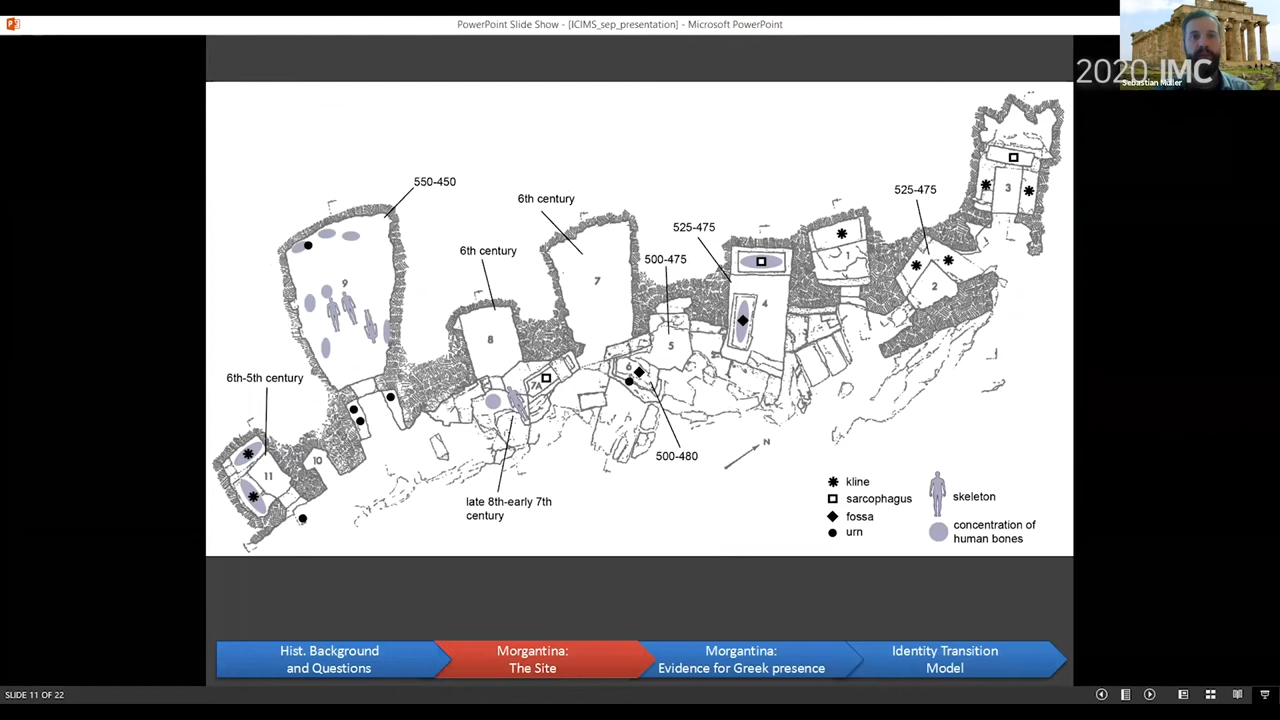 PowerPoint Slide Show - [ICIMS_sep_presentation] - Microsoft PowerPoint
2020 IMC
Sebastian Müller
550-450
6th century
525-475
525-475
6th century
500-475
3
1
2
9
7
4
8
5
6
7A
6th-5th century
10
11
N
500-480
late 8th-early 7th
century
kline
sarcophagus
fossa
urn
skeleton
concentration of
human bones
Hist. Background
and Questions
Morgantina:
The Site
Morgantina:
Evidence for Greek presence
Identity Transition
Model
SLIDE 11 OF 22